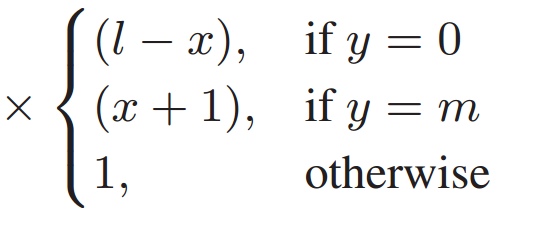 (l − x), if y = 0
× { (x + 1), if y = m
1, otherwise